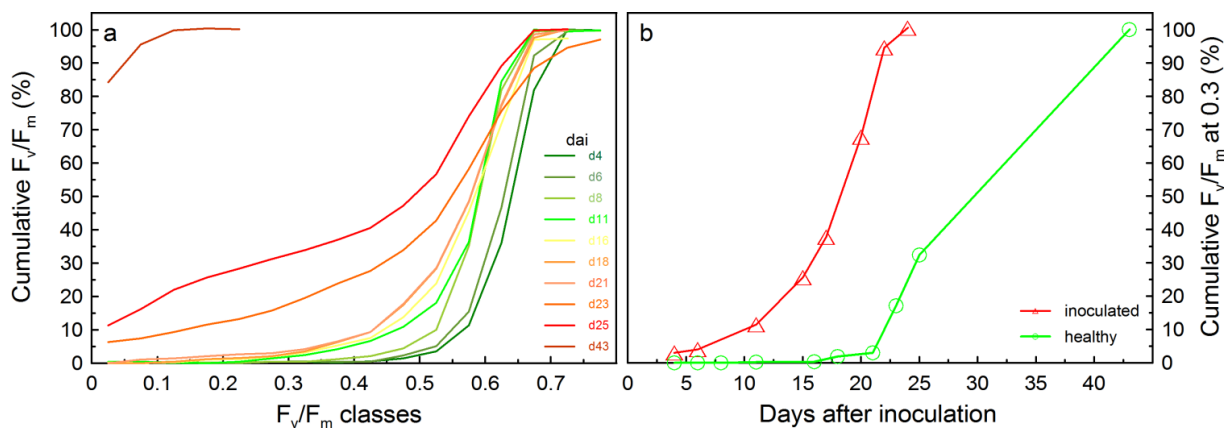 a
Cumulative Fv/Fm (%)
100
90
80
70
60
50
40
30
20
10
0
dai
d4
d6
d8
d11
d16
d18
d21
d23
d25
d43
0 0.1 0.2 0.3 0.4 0.5 0.6 0.7
Fv/Fm classes
b
inoculated
healthy
0 5 10 15 20 25 30 35 40
Days after inoculation
100
90
80
70
60
50
40
30
20
10
0
Cumulative Fv/Fm at 0.3 (%)